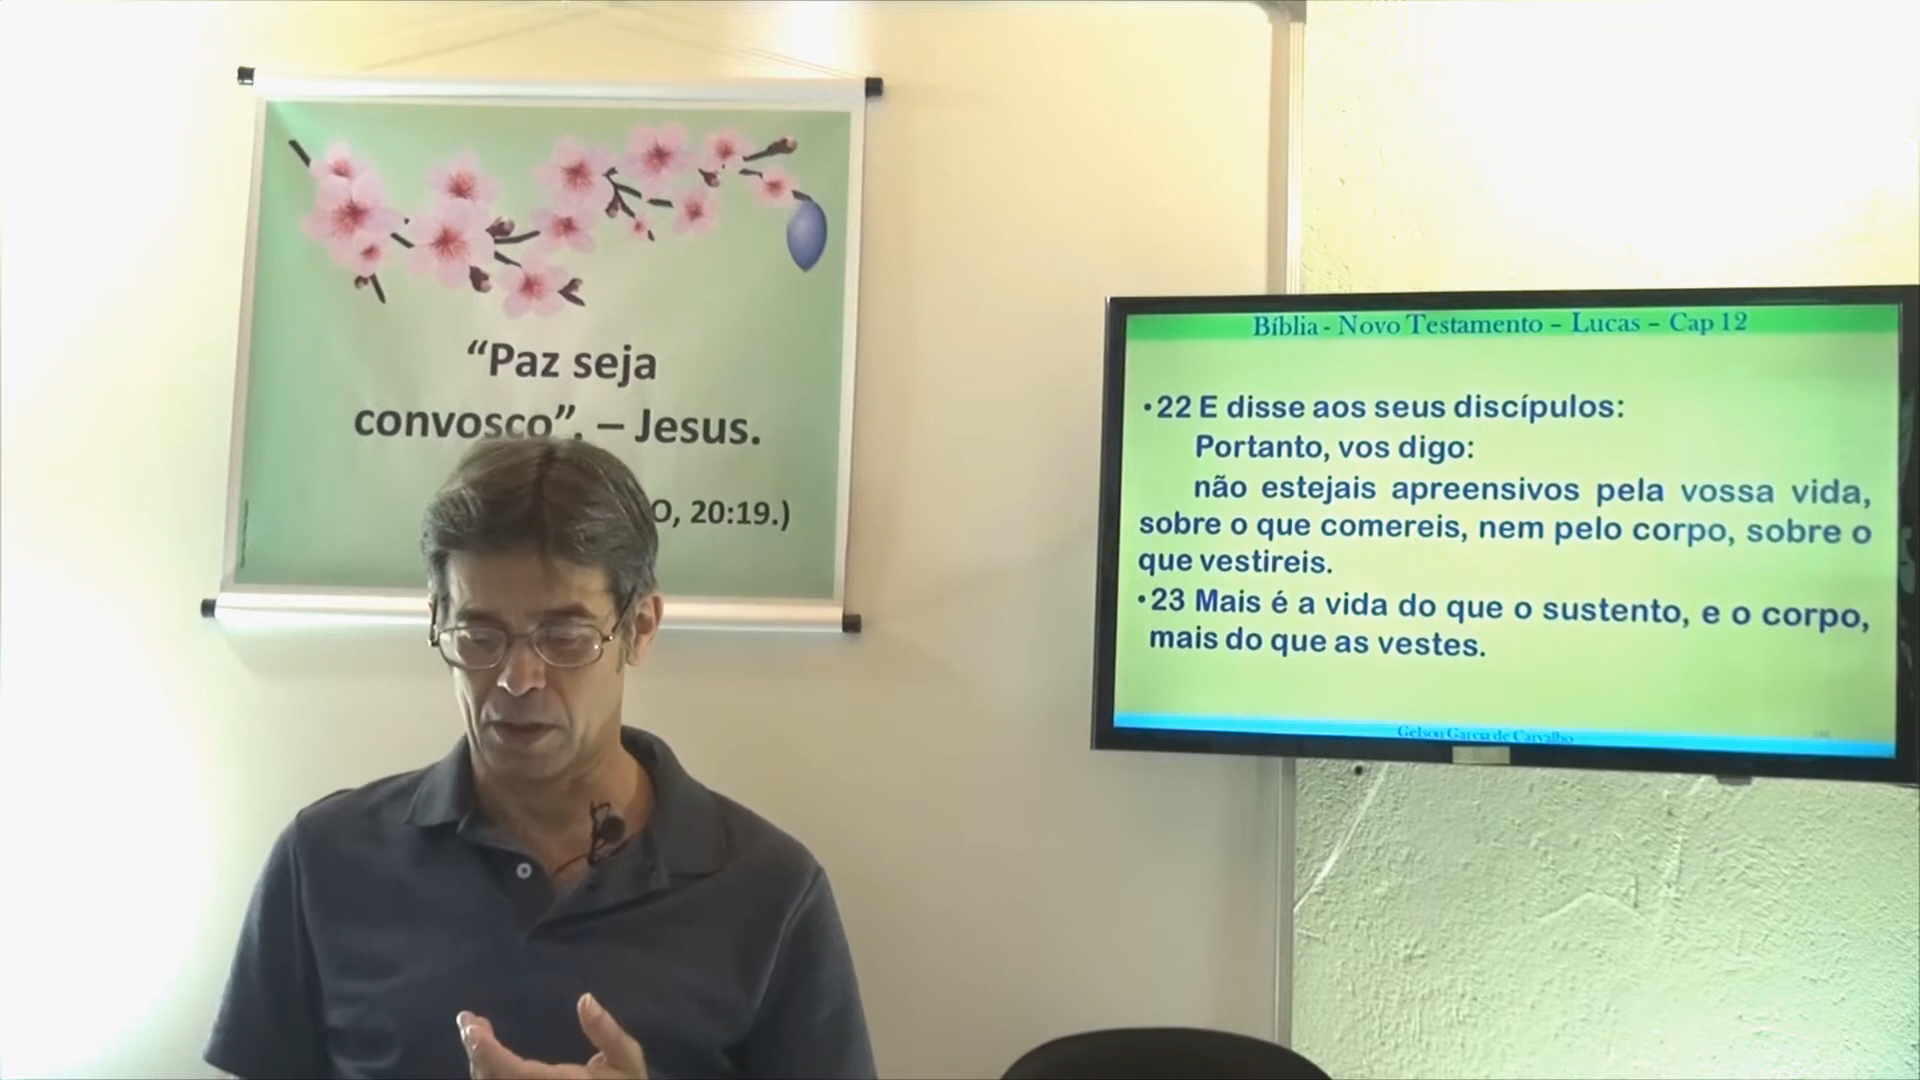 “Paz seja
convosco”. – Jesus.
O, 20:19.)
Bíblia - Novo Testamento – Lucas – Cap 12
•22 E disse aos seus discípulos:
Portanto, vos digo:
não estejais apreensivos pela vossa vida,
sobre o que comereis, nem pelo corpo, sobre o
que vestireis.
•23 Mais é a vida do que o sustento, e o corpo,
mais do que as vestes.
Gelson Garcia de Carvalho